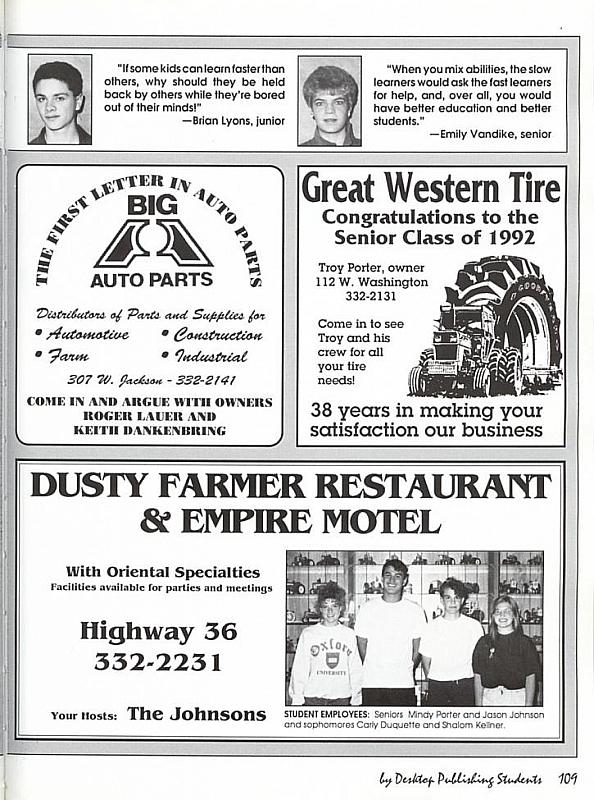 "If some kids can learn faster than
others, why should they be held
back by others while they're bored
out of their minds!"
—Brian Lyons, junior
"When you mix abilities, the slow
learners would ask the fast learners
for help, and, over all, you would
have better education and better
students."
—Emily Vandike, senior
THE FIRST LETTER IN AUTO PARTS
BIG
A
AUTO PARTS
Distributors of Parts and Supplies for
• Automotive • Construction
• Farm • Industrial
307 W. Jackson - 332-2141
COME IN AND ARGUE WITH OWNERS
ROGER LAUER AND
KEITH DANKENBRING
Great Western Tire
Congratulations to the
Senior Class of 1992
Troy Porter, owner
112 W. Washington
332-2131
Come in to see
Troy and his
crew for all
your tire
needs!
GOODYEAR
38 years in making your
satisfaction our business
DUSTY FARMER RESTAURANT
& EMPIRE MOTEL
With Oriental Specialties
Facilities available for parties and meetings
Highway 36
332-2231
Your Hosts: The Johnsons
Oxford
UNIVERSITY
STUDENT EMPLOYEES: Seniors Mindy Porter and Jason Johnson
and sophomores Carly Duquette and Shalom Kellner.
by Desktop Publishing Students 109